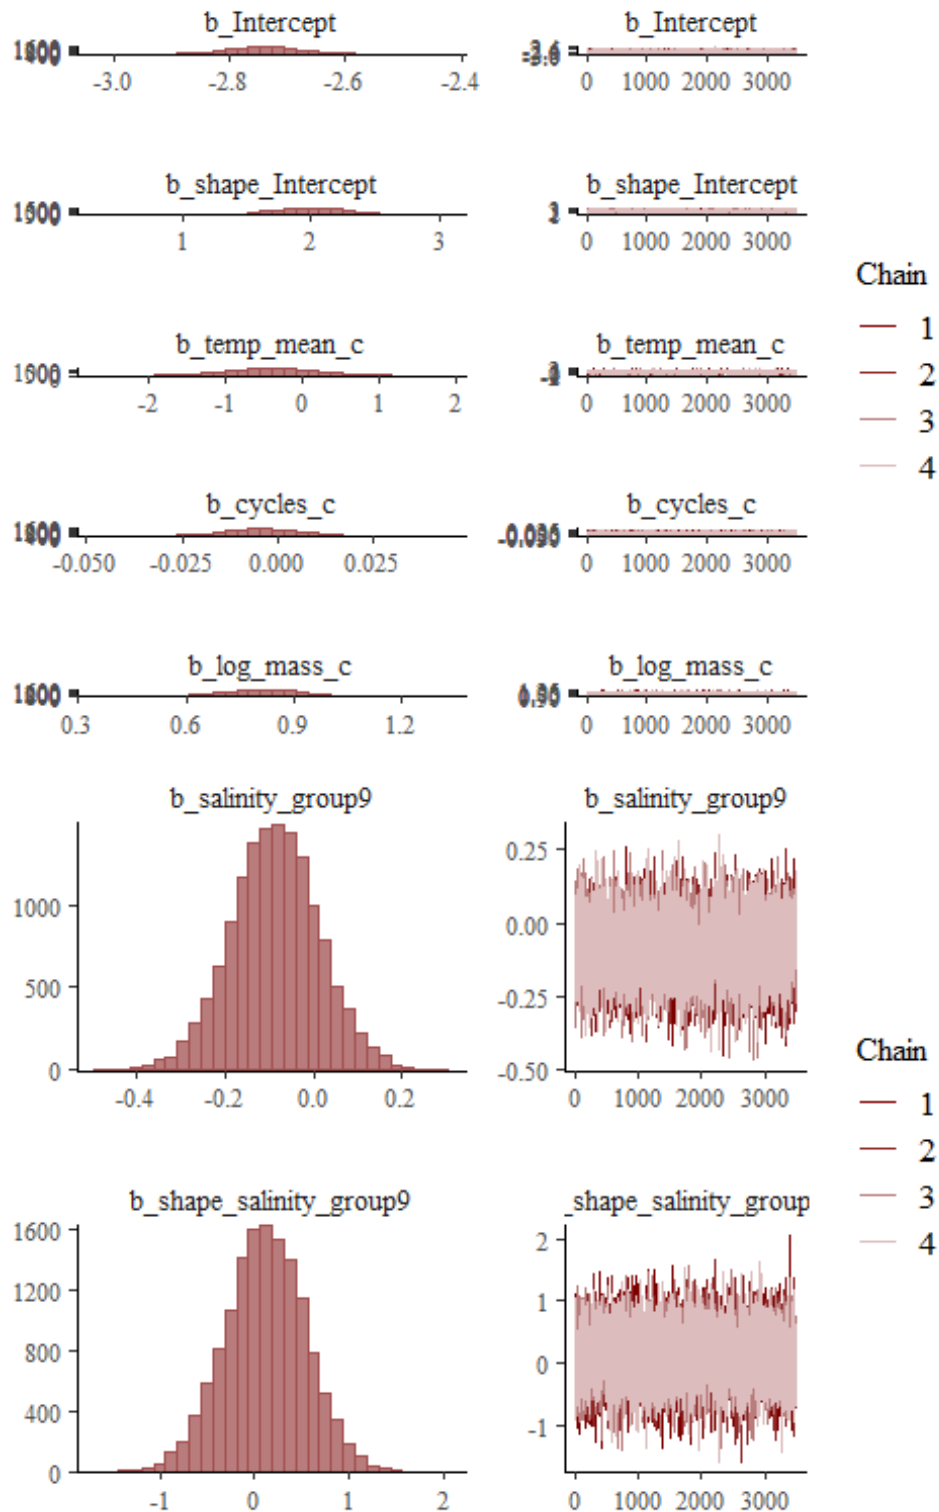 b_Intercept b_Intercept
-3.0 -2.8 -2.6 -2.4 0 1000 2000 3000
b_shape_Intercept b_shape_Intercept
1 2 3 0 1000 2000 3000
b_temp_mean_c b_temp_mean_c
-2 -1 0 1 2 0 1000 2000 3000
b_cycles_c b_cycles_c
-0.050 -0.025 0.000 0.025 0 1000 2000 3000
b_log_mass_c b_log_mass_c
0.3 0.6 0.9 1.2 0 1000 2000 3000
Chain
1
2
3
4
b_salinity_group9 b_salinity_group9
1000
500
0
-0.4 -0.2 0.0 0.2
0.25
0.00
-0.25
-0.50
0 1000 2000 3000
b_shape_salinity_group9 _shape_salinity_group
1600
1200
800
400
0
-1 0 1 2
2
1
0
-1
0 1000 2000 3000
Chain
1
2
3
4